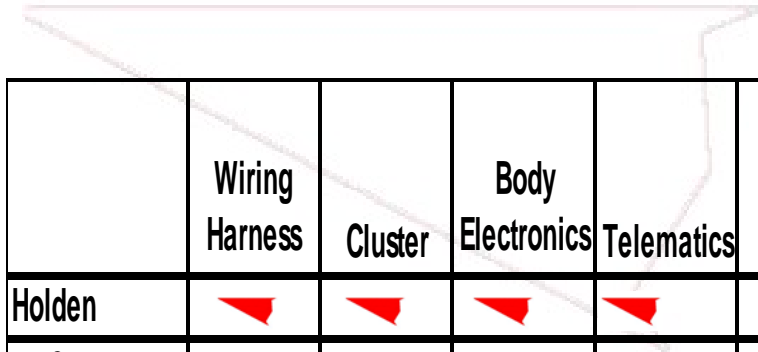 Wiring
Harness
Cluster
Body
Electronics
Telematics
Holden